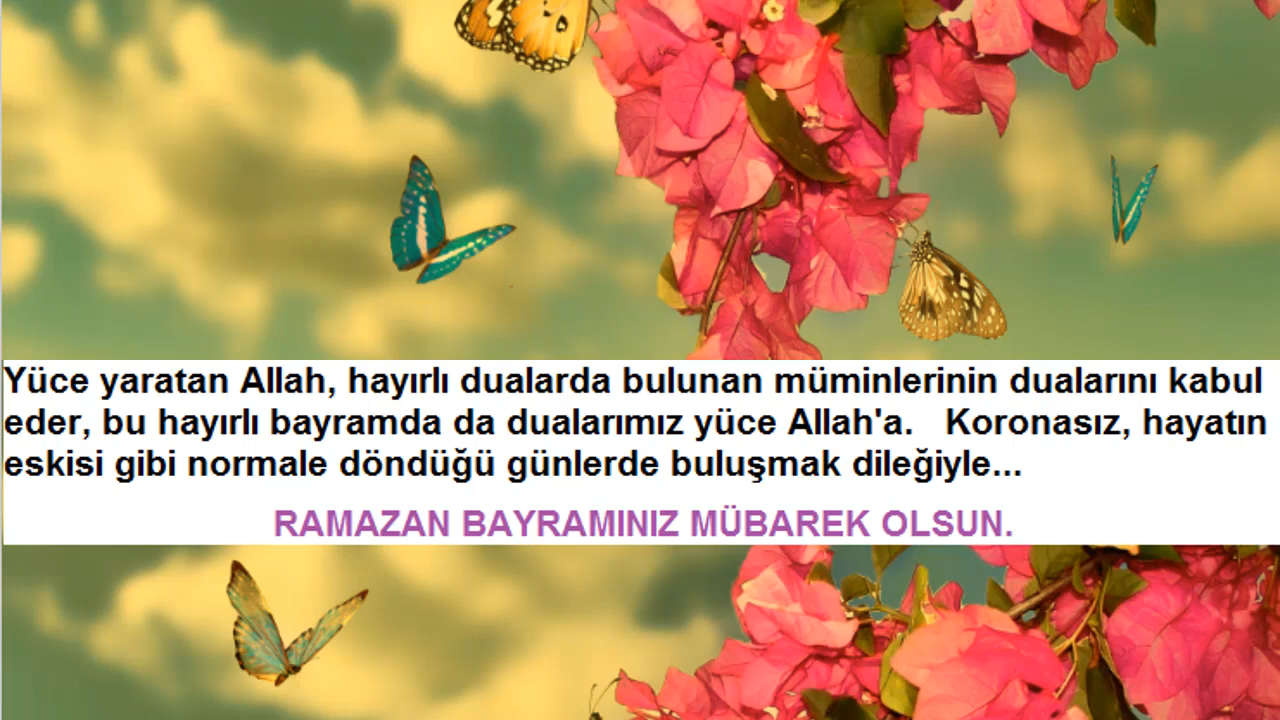 Yüce yaratan Allah, hayırlı dualarda bulunan müminlerinin dualarını kabul
eder, bu hayırlı bayramda da dualarımız yüce Allah'a.   Koronasız, hayatın
eskisi gibi normale döndüğü günlerde buluşmak dileğiyle...
RAMAZAN BAYRAMINIZ MÜBAREK OLSUN.